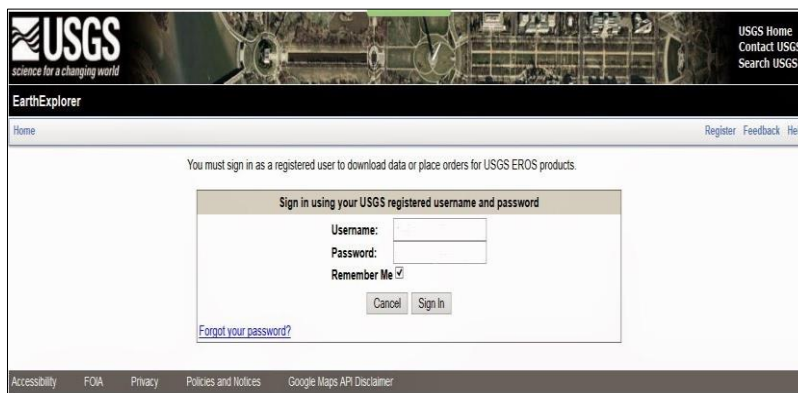 USGS
science for a changing world
USGS Home
Contact USGS
Search USGS
EarthExplorer
Home
Register Feedback He
You must sign in as a registered user to download data or place orders for USGS EROS products.
Sign in using your USGS registered username and password
Username:
Password:
Remember Me
Cancel Sign In
Forgot your password?
Accessibility FOIA Privacy Policies and Notices Google Maps API Disclaimer